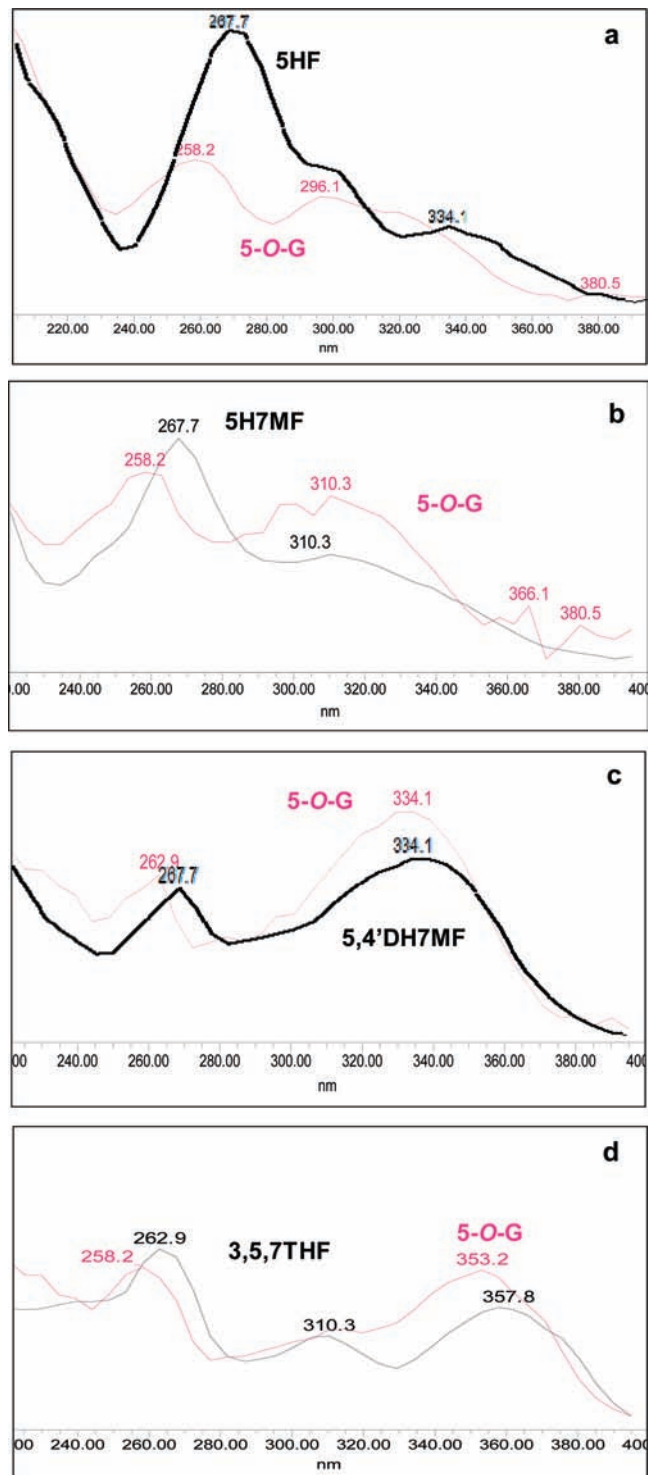 267.7
a
5HF
258.2
296.1
334.1
5-O-G
380.5
220.00 240.00 260.00 280.00 300.00 320.00 340.00 360.00 380.00
nm
b
5H7MF
267.7
258.2
310.3
5-O-G
310.3
366.1
380.5
0.00 240.00 260.00 280.00 300.00 320.00 340.00 360.00 380.00 400
nm
c
5-O-G
334.1
262.9
334.1
267.7
5,4'DH7MF
00 240.00 260.00 280.00 300.00 320.00 340.00 360.00 380.00 400
nm
d
5-O-G
262.9
3,5,7THF
258.2
353.2
357.8
310.3
00 240.00 260.00 280.00 300.00 320.00 340.00 360.00 380.00 400
nm